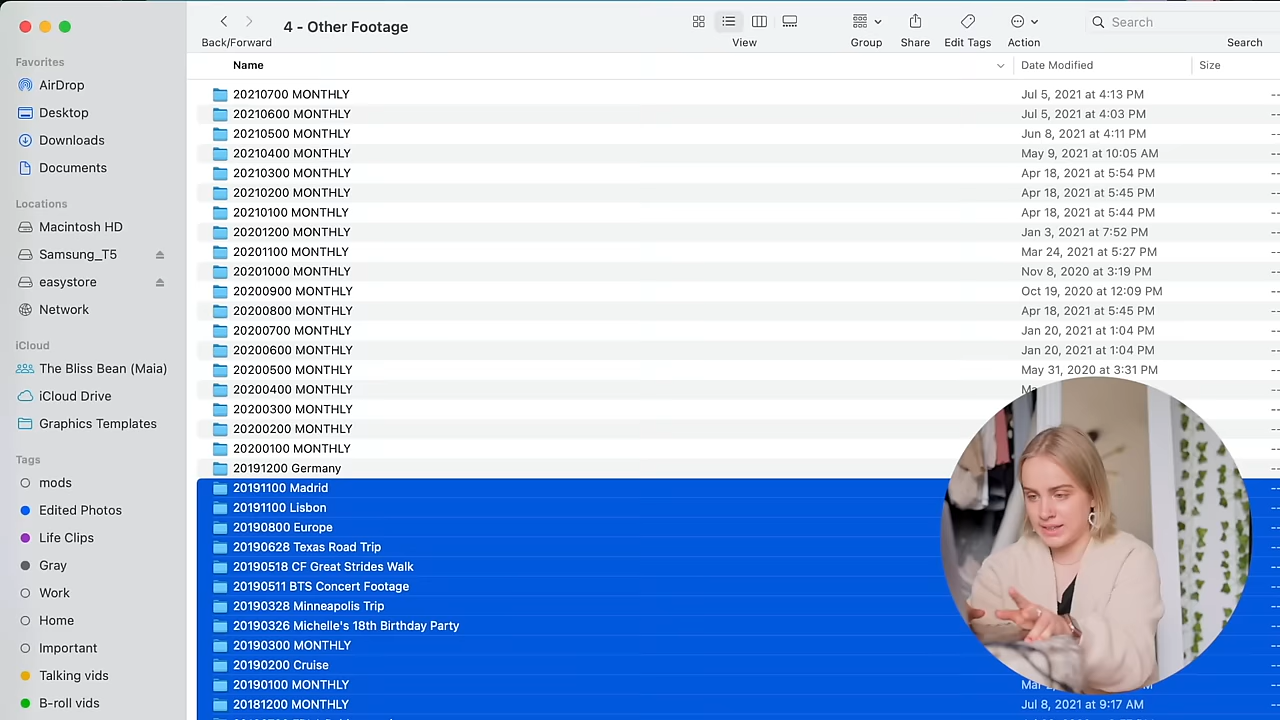 4 - Other Footage
Search
Back/Forward
View
Group
Share
Edit Tags
Action
Search
Favorites
AirDrop
Desktop
Downloads
Documents
Locations
Macintosh HD
Samsung_T5
easystore
Network
iCloud
The Bliss Bean (Maia)
iCloud Drive
Graphics Templates
Tags
mods
Edited Photos
Life Clips
Gray
Work
Home
Important
Talking vids
B-roll vids
Name Date Modified Size
20210700 MONTHLY Jul 5, 2021 at 4:13 PM --
20210600 MONTHLY Jul 5, 2021 at 4:03 PM --
20210500 MONTHLY Jun 8, 2021 at 4:11 PM --
20210400 MONTHLY May 9, 2021 at 10:05 AM --
20210300 MONTHLY Apr 18, 2021 at 5:54 PM --
20210200 MONTHLY Apr 18, 2021 at 5:45 PM --
20210100 MONTHLY Apr 18, 2021 at 5:44 PM --
20201200 MONTHLY Jan 3, 2021 at 7:52 PM --
20201100 MONTHLY Mar 24, 2021 at 5:27 PM --
20201000 MONTHLY Nov 8, 2020 at 3:19 PM --
20200900 MONTHLY Oct 19, 2020 at 12:09 PM --
20200800 MONTHLY Apr 18, 2021 at 5:45 PM --
20200700 MONTHLY Jan 20, 2021 at 1:04 PM --
20200600 MONTHLY Jan 20, 2021 at 1:04 PM --
20200500 MONTHLY May 31, 2020 at 3:31 PM --
20200400 MONTHLY --
20200300 MONTHLY --
20200200 MONTHLY --
20200100 MONTHLY --
20191200 Germany --
20191100 Madrid --
20191100 Lisbon --
20190800 Europe --
20190628 Texas Road Trip --
20190518 CF Great Strides Walk --
20190511 BTS Concert Footage --
20190328 Minneapolis Trip --
20190326 Michelle's 18th Birthday Party --
20190300 MONTHLY --
20190200 Cruise --
20190100 MONTHLY --
20181200 MONTHLY Jul 8, 2021 at 9:17 AM --